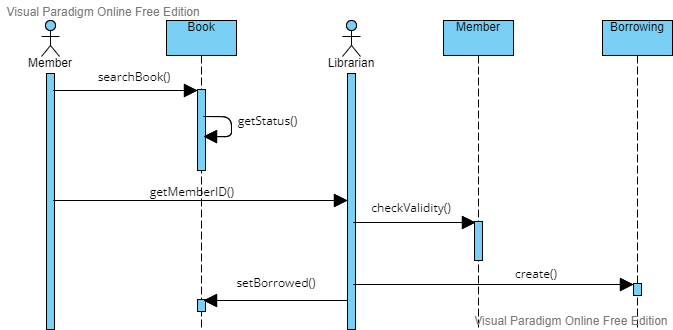 Visual Paradigm Online Free Edition
Book
Member
Borrowing
Member
Librarian
searchBook()
getStatus()
getMemberID()
checkValidity()
create()
setBorrowed()
Visual Paradigm Online Free Edition